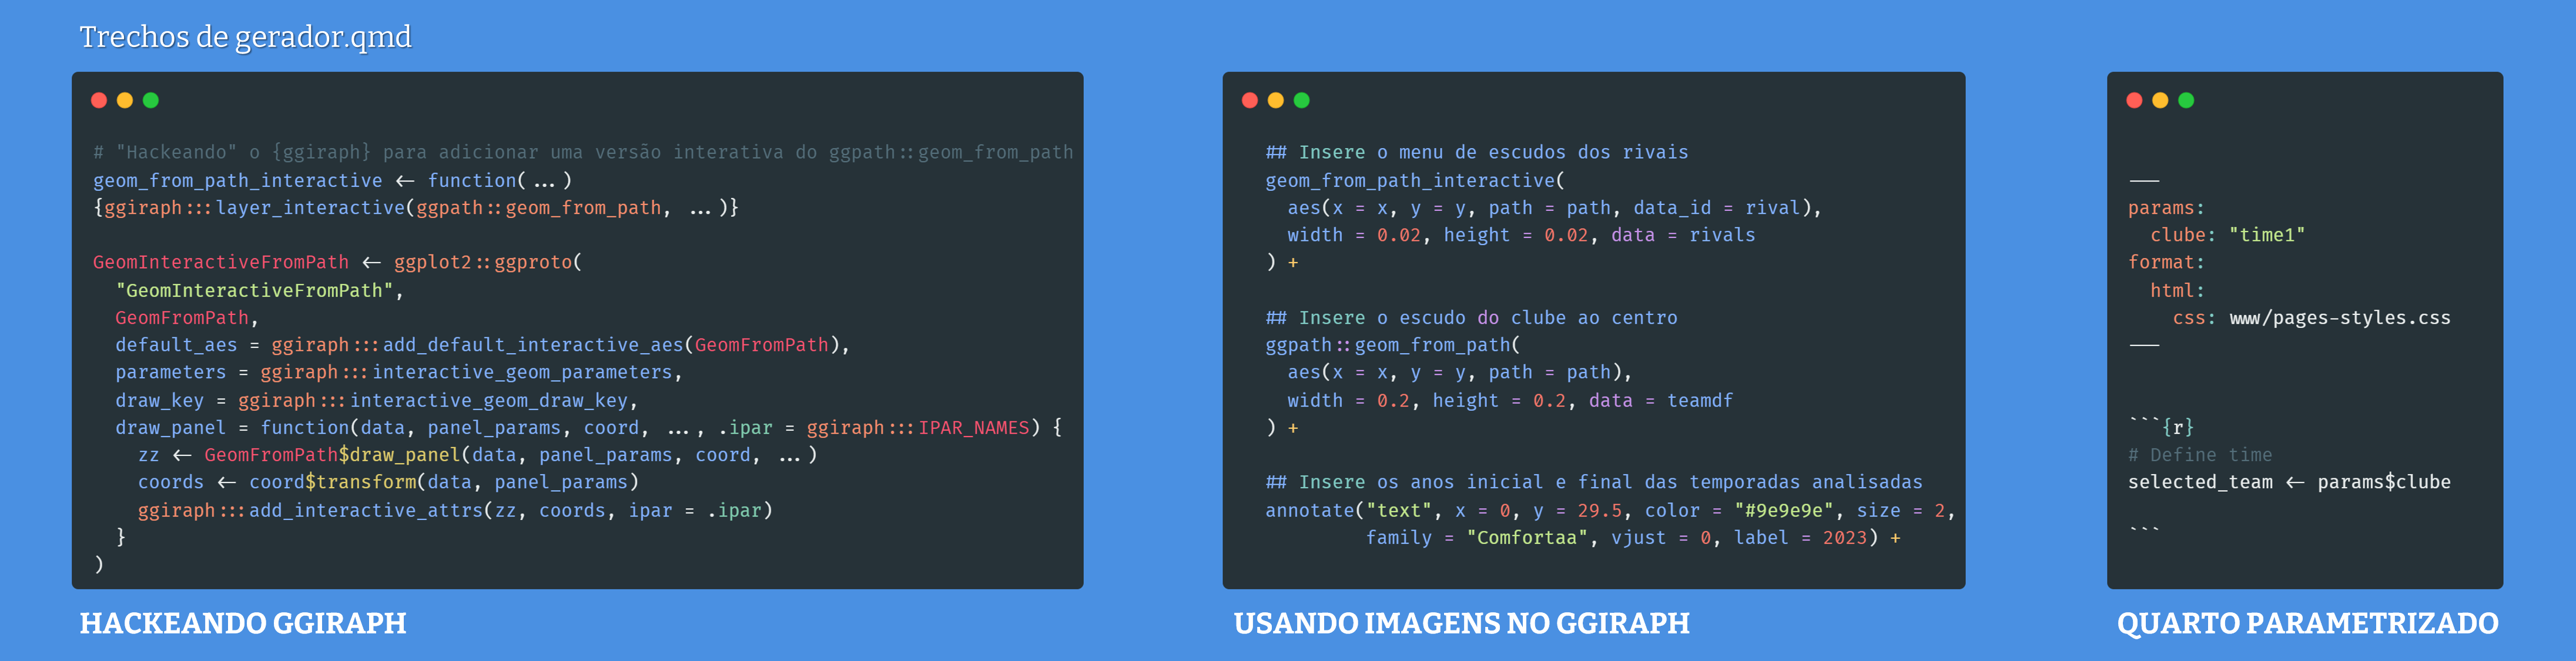 Trechos de gerador.qmd
# "Hackeando" o {ggiraph} para adicionar uma versão interativa do ggpath::geom_from_path
geom_from_path_interactive <- function(...)
{ggiraph:::layer_interactive(ggpath::geom_from_path, ...)}
GeomInteractiveFromPath <- ggplot2::ggproto(
"GeomInteractiveFromPath",
GeomFromPath,
default_aes = ggiraph:::add_default_interactive_aes(GeomFromPath),
parameters = ggiraph:::interactive_geom_parameters,
draw_key = ggiraph:::interactive_geom_draw_key,
draw_panel = function(data, panel_params, coord, ..., .ipar = ggiraph:::IPAR_NAMES) {
zz <- GeomFromPath$draw_panel(data, panel_params, coord, ...)
coords <- coord$transform(data, panel_params)
ggiraph:::add_interactive_attrs(zz, coords, ipar = .ipar)
}
)
HACKEANDO GGIRAPH
## Insere o menu de escudos dos rivais
geom_from_path_interactive(
aes(x = x, y = y, path = path, data_id = rival),
width = 0.02, height = 0.02, data = rivals
) +
## Insere o escudo do clube ao centro
ggpath::geom_from_path(
aes(x = x, y = y, path = path),
width = 0.2, height = 0.2, data = teamdf
) +
## Insere os anos inicial e final das temporadas analisadas
annotate("text", x = 0, y = 29.5, color = "#9e9e9e", size = 2,
family = "Comfortaa", vjust = 0, label = 2023) +
USANDO IMAGENS NO GGIRAPH
---
params:
clube: "time1"
format:
html:
css: www/pages-styles.css
---
```{r}
# Define time
selected_team <- params$clube
```
QUARTO PARAMETRIZADO